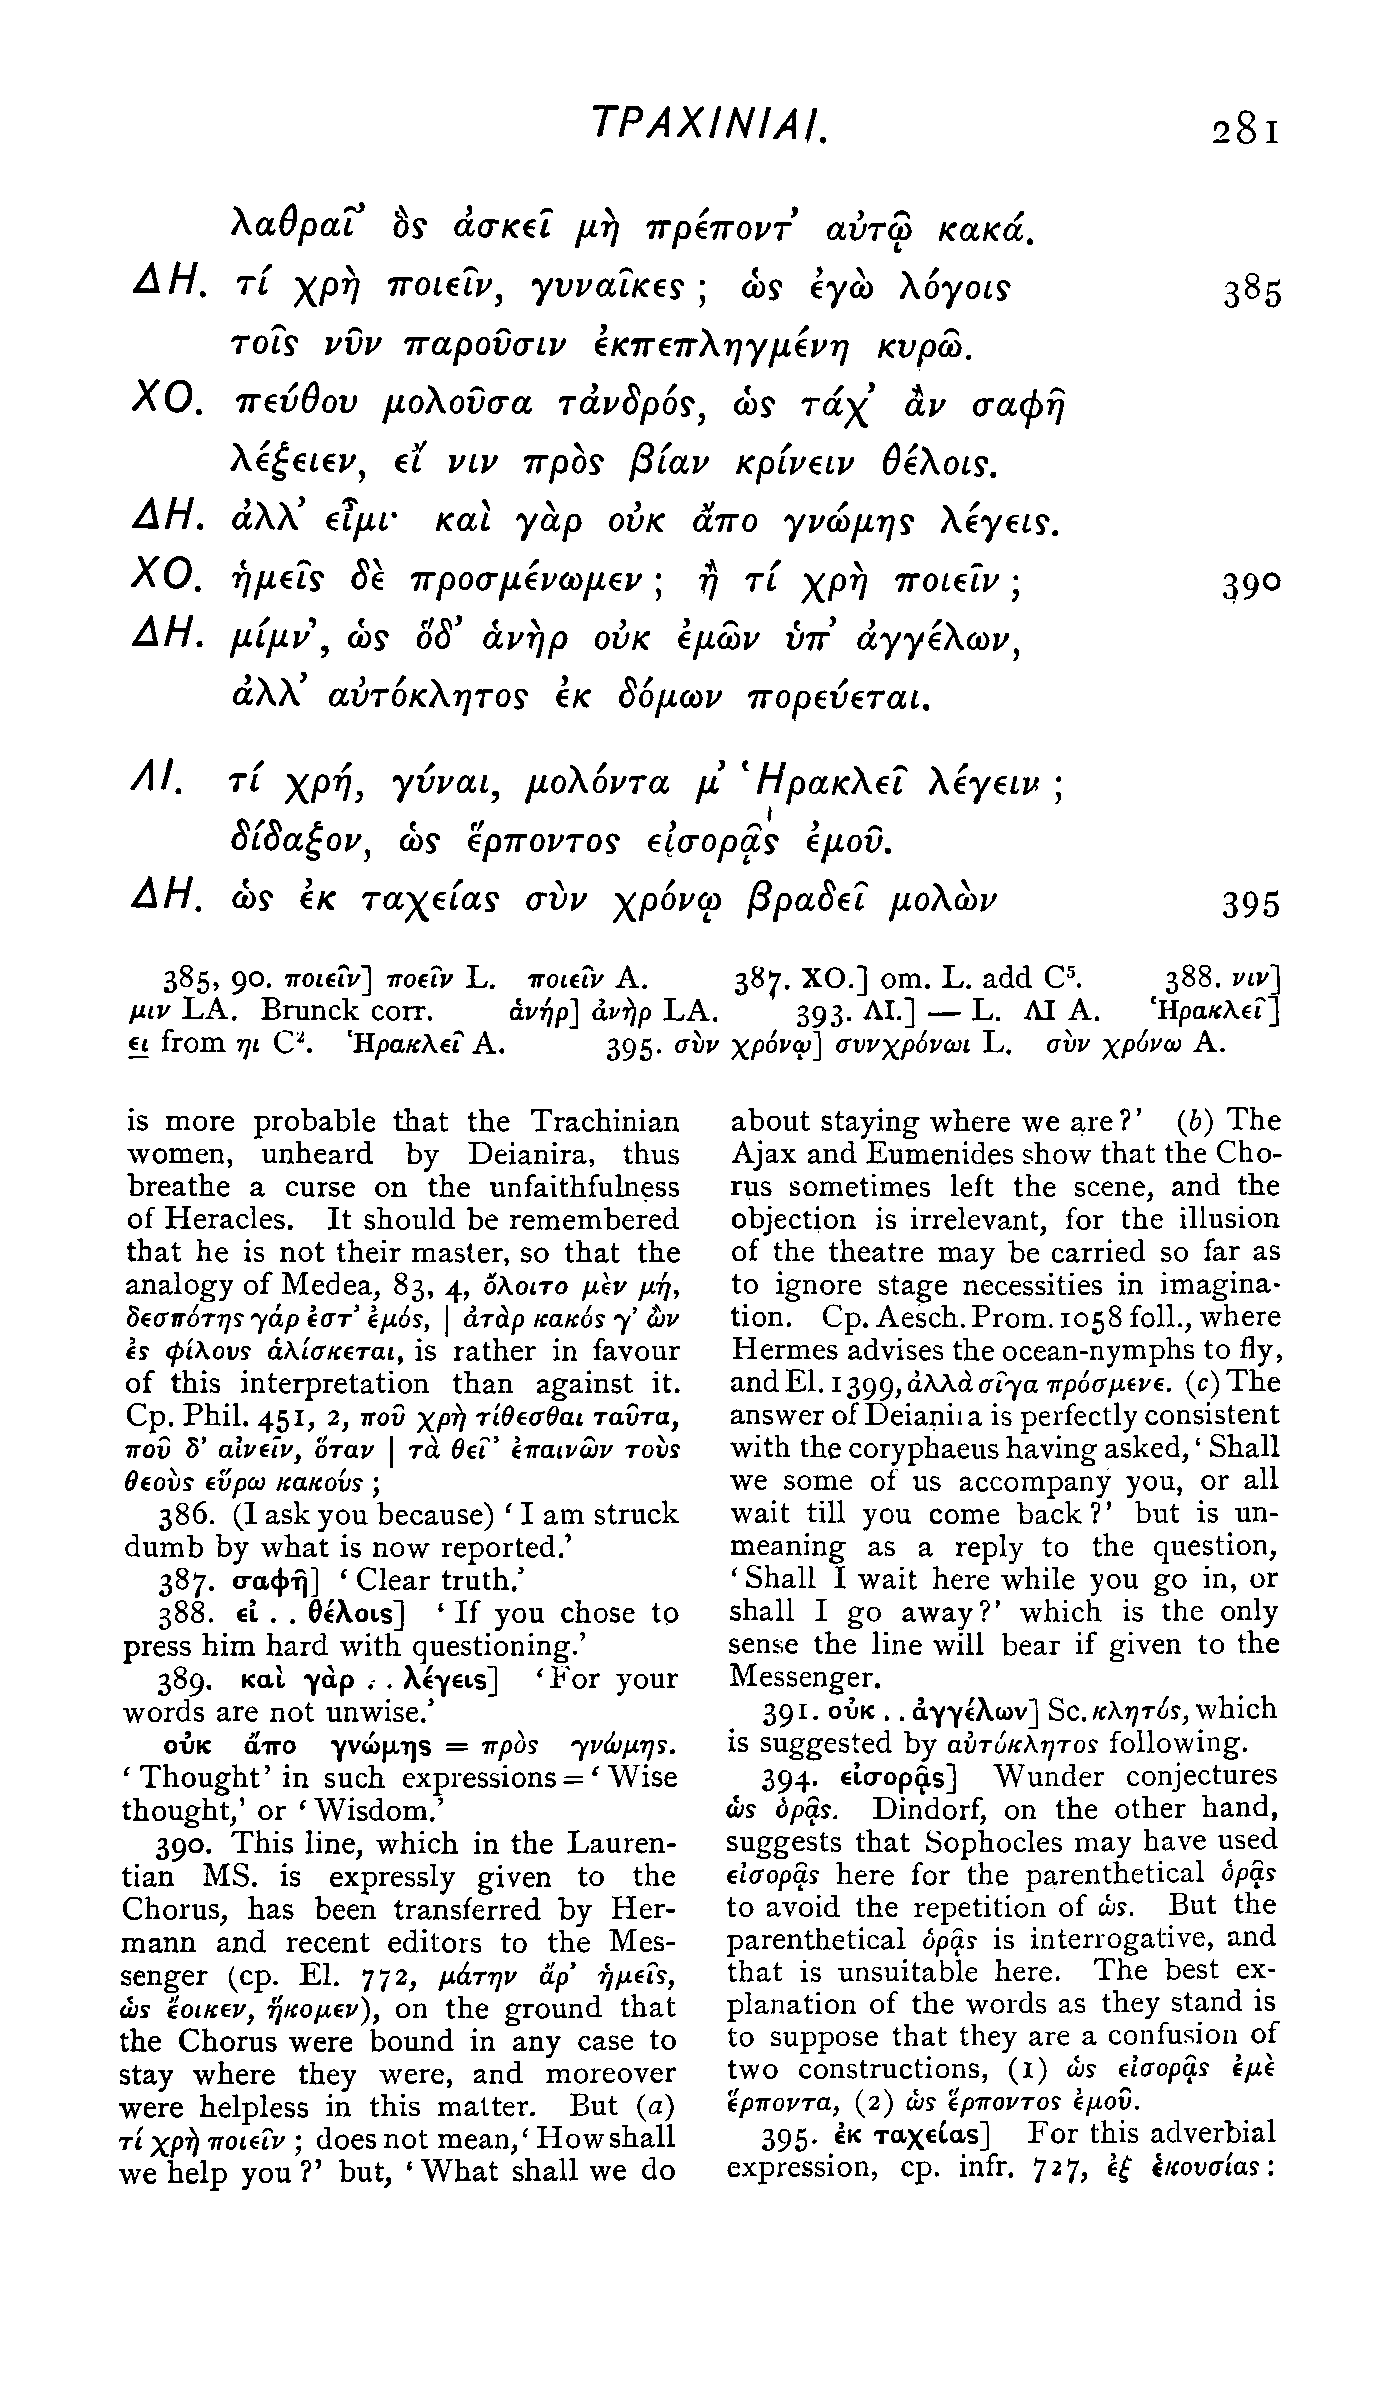 ΤΡΑΧΙΝΙΑΙ. 281
λαθραῖ’ ὃς ἀσκεῖ μὴ πρέποντ’ αὑτῷ κακά.
ΔΗ. τί χρὴ ποιεῖν, γυναῖκες ; ὡς ἐγὼ λόγοις 385
τοῖς νῦν παροῦσιν ἐκπεπληγμένη κυρῶ.
ΧΟ. πεύθου μολοῦσα τἀνδρός, ὡς τάχ’ ἂν σαφῆ
λέξειεν, εἴ νιν πρὸς βίαν κρίνειν θέλοις.
ΔΗ. ἀλλ’ εἶμι· καὶ γὰρ οὐκ ἄπο γνώμης λέγεις.
ΧΟ. ἡμεῖς δὲ προσμένωμεν ; ἢ τί χρὴ ποιεῖν ; 390
ΔΗ. μίμν’, ὡς ὅδ’ ἁνὴρ οὐκ ἐμῶν ὑπ’ ἀγγέλων,
ἀλλ’ αὐτόκλητος ἐκ δόμων πορεύεται.
ΛΙ. τί χρή, γύναι, μολόντα μ’ Ἡρακλεῖ λέγειν ;
δίδαξον, ὡς ἕρποντος εἰσορᾷς ἐμοῦ.
ΔΗ. ὡς ἐκ ταχείας σὺν χρόνῳ βραδεῖ μολὼν 395
385, 90. ποιεῖν] ποεῖν L. ποιεῖν A. 387. ΧΟ.] om. L. add C⁵. 388. νιν]
μιν LA. Brunck corr. ἁνήρ] ἀνὴρ LA. 393. ΛΙ.] — L. ΛΙ A. Ἡρακλεῖ]
ει from ηι C². Ἡρακλεῖ A. 395. σὺν χρόνῳ] συνχρόνωι L. σὺν χρόνω A.
is more probable that the Trachinian
women, unheard by Deianira, thus
breathe a curse on the unfaithfulness
of Heracles. It should be remembered
that he is not their master, so that the
analogy of Medea, 83, 4, ὄλοιτο μὲν μή,
δεσπότης γάρ ἐστ’ ἐμός, | ἀτὰρ κακός γ’ ὢν
ἐς φίλους ἁλίσκεται, is rather in favour
of this interpretation than against it.
Cp. Phil. 451, 2, ποῦ χρὴ τίθεσθαι ταῦτα,
ποῦ δ’ αἰνεῖν, ὅταν | τὰ θεῖ’ ἐπαινῶν τοὺς
θεοὺς εὕρω κακούς ;
386. (I ask you because) ‘I am struck
dumb by what is now reported.’
387. σαφῆ] ‘Clear truth.’
388. εἰ . . θέλοις] ‘If you chose to
press him hard with questioning.’
389. καὶ γὰρ . . λέγεις] ‘For your
words are not unwise.’
οὐκ ἄπο γνώμης = πρὸς γνώμης.
‘Thought’ in such expressions = ‘Wise
thought,’ or ‘Wisdom.’
390. This line, which in the Lauren-
tian MS. is expressly given to the
Chorus, has been transferred by Her-
mann and recent editors to the Mes-
senger (cp. El. 772, μάτην ἄρ’ ἡμεῖς,
ὡς ἔοικεν, ἥκομεν), on the ground that
the Chorus were bound in any case to
stay where they were, and moreover
were helpless in this matter. But (a)
τί χρὴ ποιεῖν ; does not mean, ‘How shall
we help you?’ but, ‘What shall we do
about staying where we are?’ (b) The
Ajax and Eumenides show that the Cho-
rus sometimes left the scene, and the
objection is irrelevant, for the illusion
of the theatre may be carried so far as
to ignore stage necessities in imagina-
tion. Cp. Aesch. Prom. 1058 foll., where
Hermes advises the ocean-nymphs to fly,
and El. 1399, ἀλλὰ σῖγα πρόσμενε. (c) The
answer of Deianira is perfectly consistent
with the coryphaeus having asked, ‘Shall
we some of us accompany you, or all
wait till you come back?’ but is un-
meaning as a reply to the question,
‘Shall I wait here while you go in, or
shall I go away?’ which is the only
sense the line will bear if given to the
Messenger.
391. οὐκ . . ἀγγέλων] Sc. κλητός, which
is suggested by αὐτόκλητος following.
394. εἰσορᾷς] Wunder conjectures
ὡς ὁρᾷς. Dindorf, on the other hand,
suggests that Sophocles may have used
εἰσορᾷς here for the parenthetical ὁρᾷς
to avoid the repetition of ὡς. But the
parenthetical ὁρᾷς is interrogative, and
that is unsuitable here. The best ex-
planation of the words as they stand is
to suppose that they are a confusion of
two constructions, (1) ὡς εἰσορᾷς ἐμὲ
ἕρποντα, (2) ὡς ἕρποντος ἐμοῦ.
395. ἐκ ταχείας] For this adverbial
expression, cp. infr. 727, ἐξ ἑκουσίας :